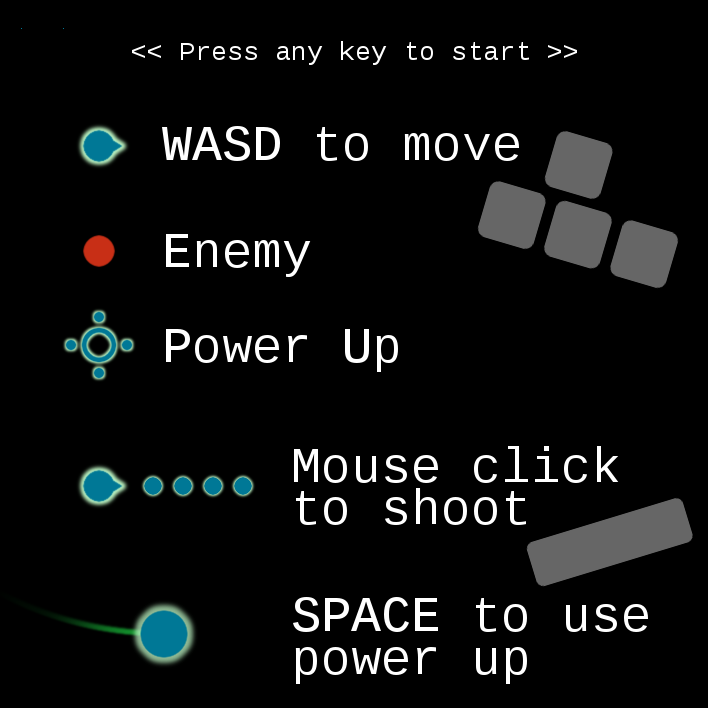 << Press any key to start >>
WASD to move
Enemy
Power Up
Mouse click
to shoot
SPACE to use
power up